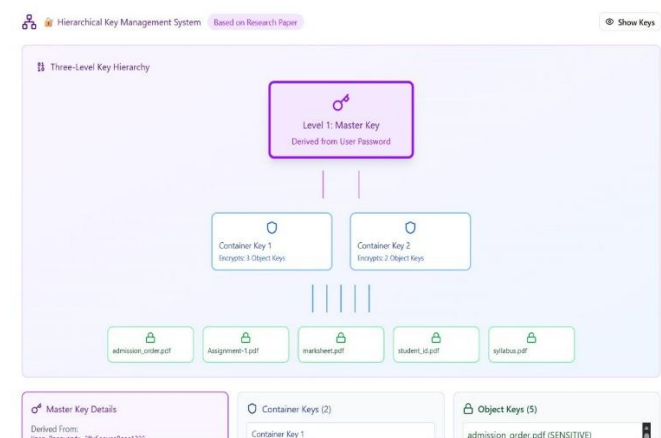 Hierarchical Key Management System Based on Research Paper Show Keys
Three-Level Key Hierarchy
Level 1: Master Key
Derived from User Password
Container Key 1 Container Key 2
Encrypts: 3 Object Keys Encrypts: 2 Object Keys
admission_order.pdf Assignment-1.pdf marksheet.pdf student_id.pdf syllabus.pdf
Master Key Details Container Keys (2) Object Keys (5)
Derived From:
Container Key 1 admission_order.pdf (SENSITIVE)